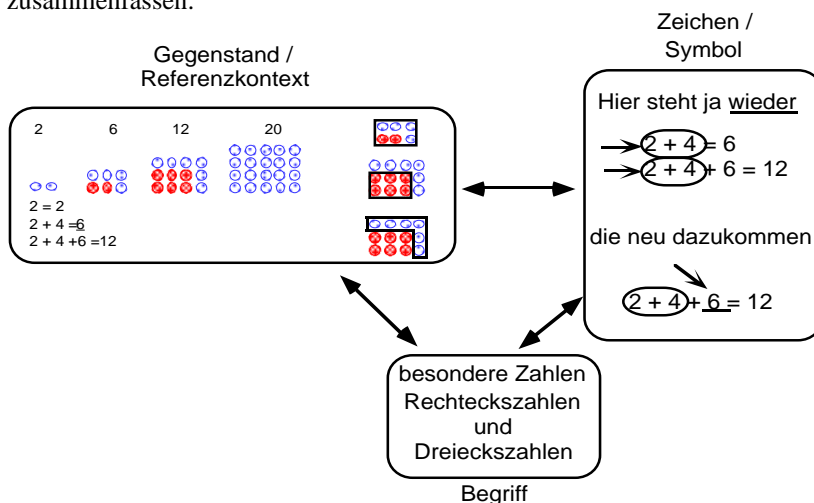 zusammenfassen.
Gegenstand /
Referenzkontext
2 6 12 20
2 = 2
2 + 4 =6
2 + 4 +6 =12
Zeichen /
Symbol
Hier steht ja wieder
2 + 4 = 6
2 + 4 + 6 = 12
die neu dazukommen
2 + 4 + 6 = 12
besondere Zahlen
Rechteckszahlen
und
Dreieckszahlen
Begriff